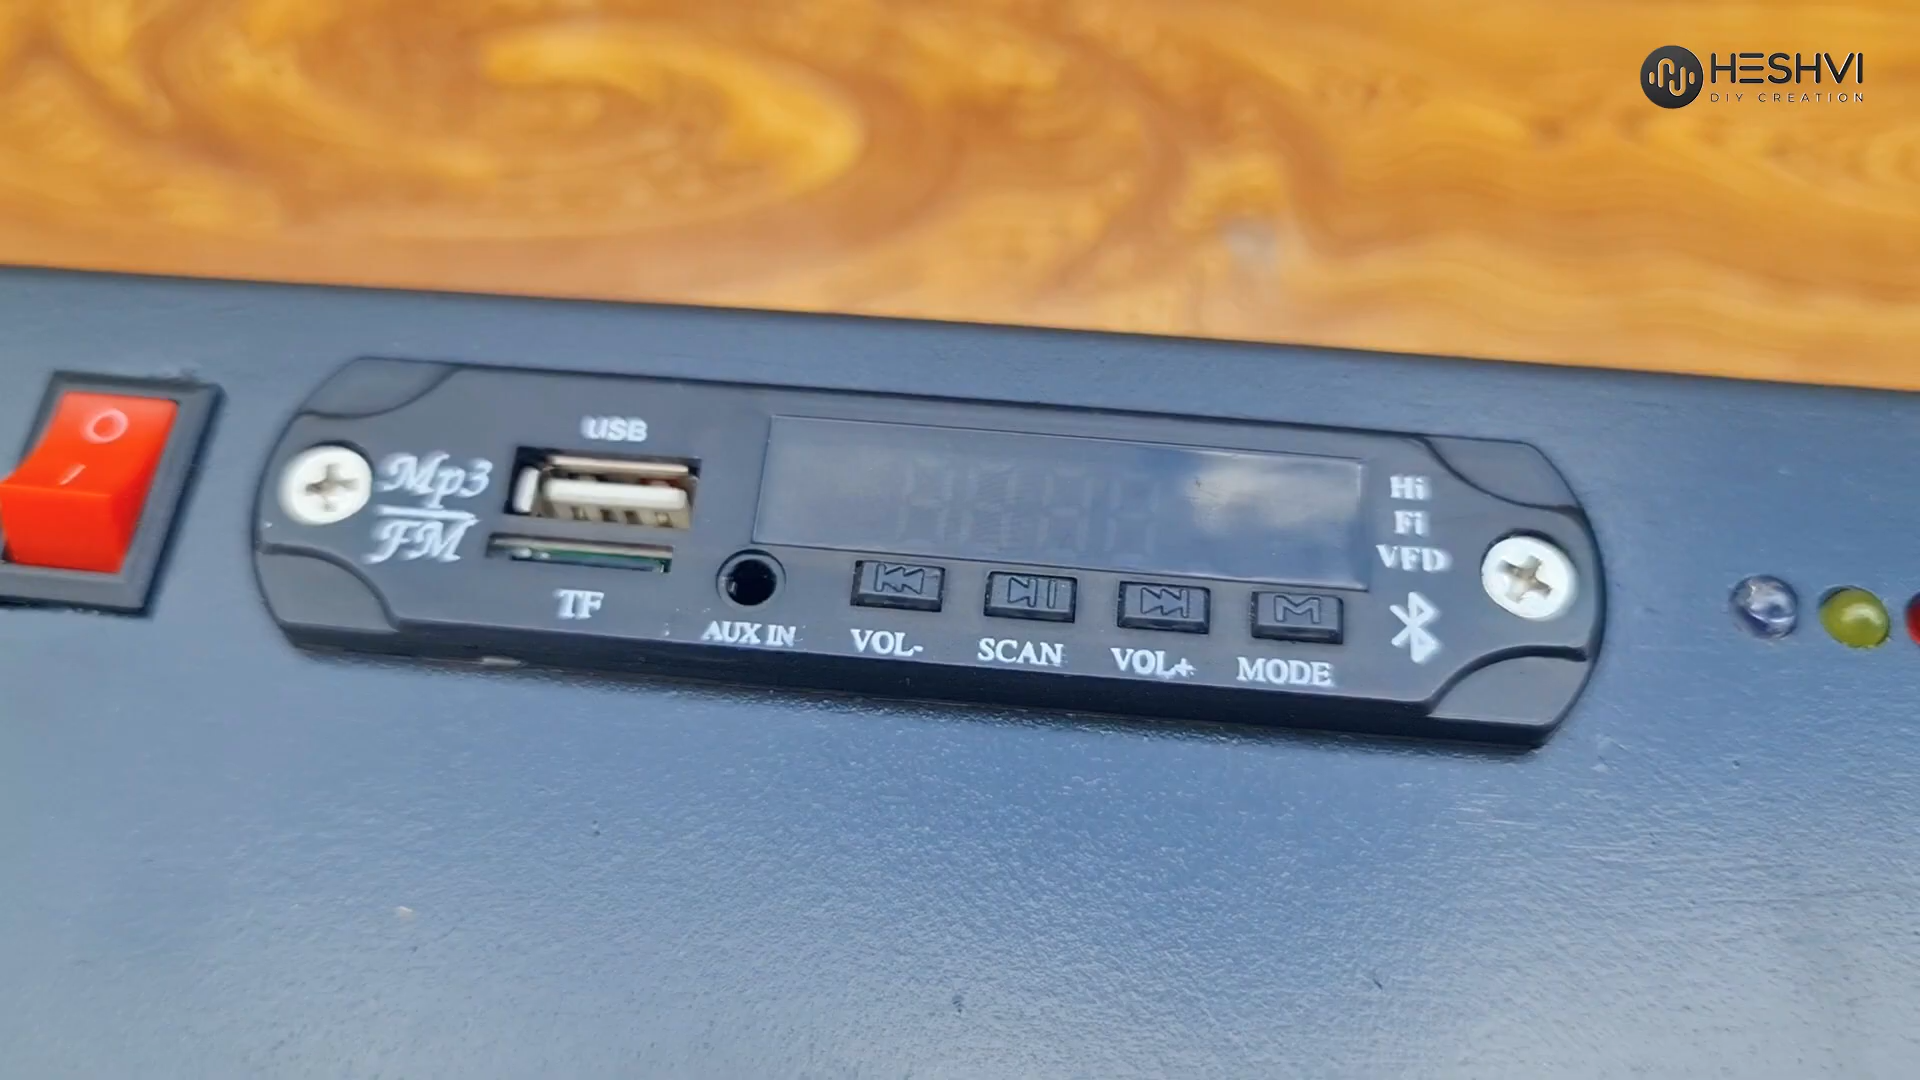 HESHVI
DIY CREATION
USB
Mp3
FM
TF
AUX IN
VOL-
SCAN
VOL+
M
MODE
Hi
Fi
VFD